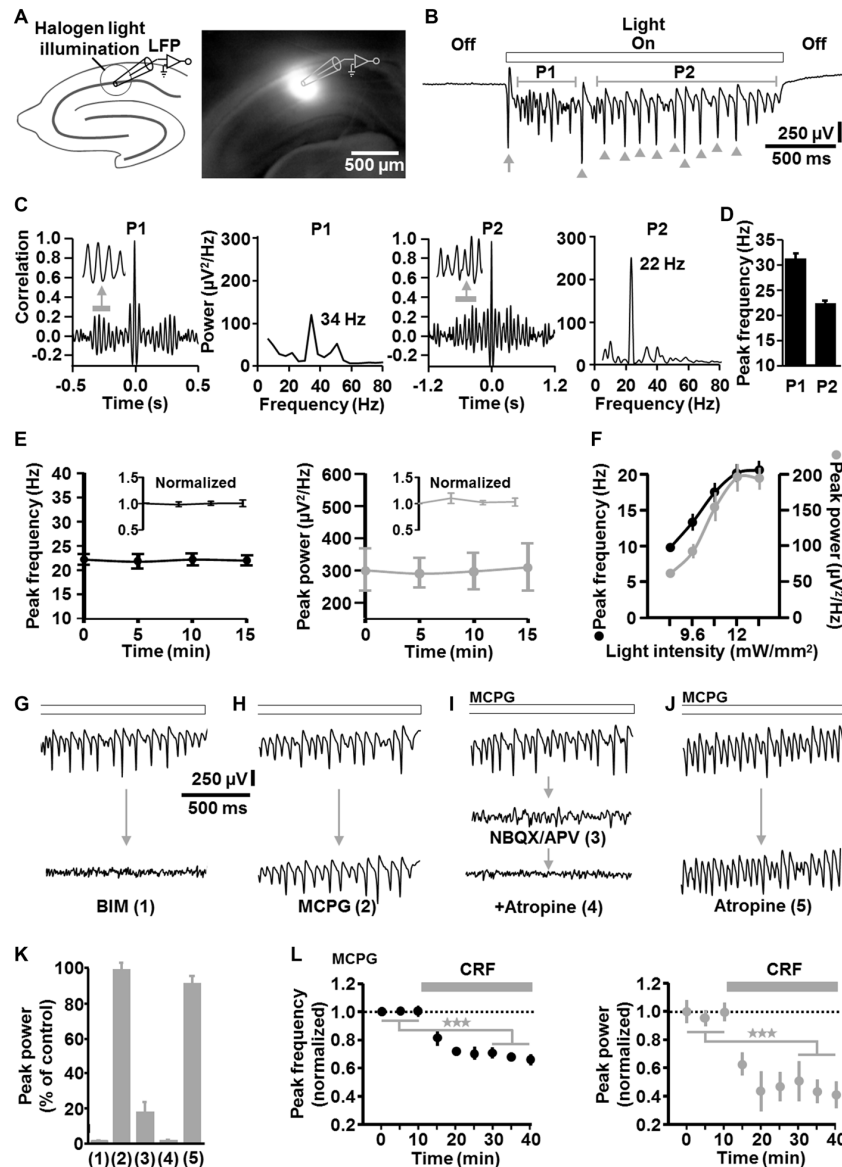 A
Halogen light
illumination
LFP
500 µm
B
Light
Off On Off
P1 P2
250 µV
500 ms
C
P1
Correlation
1.0
0.8
0.6
0.4
0.2
0.0
-0.2
-0.5 0.0 0.5
Time (s)
P1
Power (µV²/Hz)
300
200
100
0
34 Hz
0 20 40 60 80
Frequency (Hz)
P2
1.0
0.8
0.6
0.4
0.2
0.0
-0.2
-1.2 0.0 1.2
Time (s)
P2
300
200
100
0
22 Hz
0 20 40 60 80
Frequency (Hz)
D
Peak frequency (Hz)
35
30
25
20
15
10
P1 P2
E
Peak frequency (Hz)
40
35
30
25
20
15
10
Normalized
1.5
1.0
0.5
0 5 10 15
Time (min)
Peak power (µV²/Hz)
600
500
400
300
200
100
Normalized
1.5
1.0
0.5
0 5 10 15
Time (min)
F
Peak frequency (Hz)
20
15
10
5
0
Peak power (µV²/Hz)
200
150
100
50
0
9.6 12
Light intensity (mW/mm²)
G
250 µV
500 ms
BIM (1)
H
MCPG (2)
I
MCPG
NBQX/APV (3)
+Atropine (4)
J
MCPG
Atropine (5)
K
Peak power
(% of control)
100
80
60
40
20
0
(1) (2) (3) (4) (5)
L
MCPG
CRF
Peak frequency
(normalized)
1.2
1.0
0.8
0.6
0.4
0.2
0 10 20 30 40
Time (min)
CRF
Peak power
(normalized)
1.2
1.0
0.8
0.6
0.4
0.2
0 10 20 30 40
Time (min)